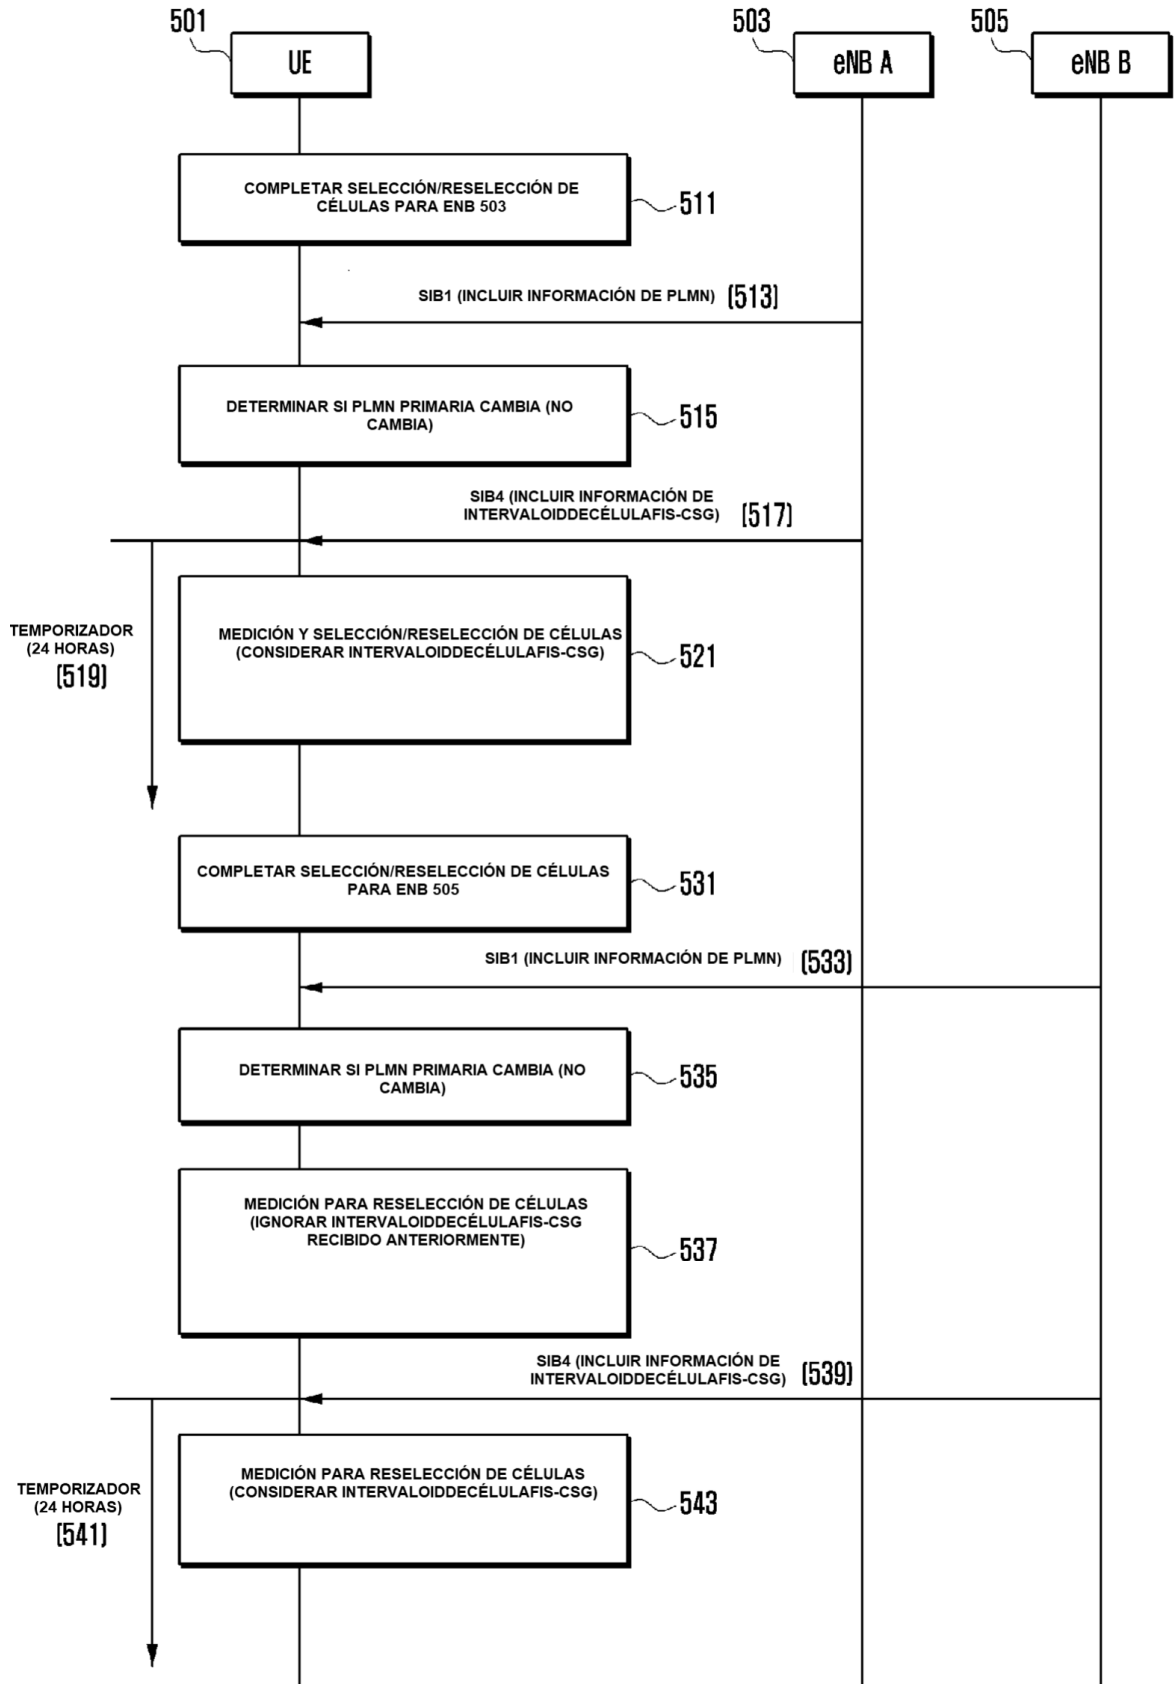 501
503
505
UE
eNB A
eNB B
COMPLETAR SELECCIÓN/RESELECCIÓN DE
CÉLULAS PARA ENB 503
511
SIB1 (INCLUIR INFORMACIÓN DE PLMN)
(513)
DETERMINAR SI PLMN PRIMARIA CAMBIA (NO
CAMBIA)
515
SIB4 (INCLUIR INFORMACIÓN DE
INTERVALOIDDECÉLULAFIS-CSG)
(517)
TEMPORIZADOR
(24 HORAS)
(519)
MEDICIÓN Y SELECCIÓN/RESELECCIÓN DE CÉLULAS
(CONSIDERAR INTERVALOIDDECÉLULAFIS-CSG)
521
COMPLETAR SELECCIÓN/RESELECCIÓN DE CÉLULAS
PARA ENB 505
531
SIB1 (INCLUIR INFORMACIÓN DE PLMN)
(533)
DETERMINAR SI PLMN PRIMARIA CAMBIA (NO
CAMBIA)
535
MEDICIÓN PARA RESELECCIÓN DE CÉLULAS
(IGNORAR INTERVALOIDDECÉLULAFIS-CSG
RECIBIDO ANTERIORMENTE)
537
SIB4 (INCLUIR INFORMACIÓN DE
INTERVALOIDDECÉLULAFIS-CSG)
(539)
TEMPORIZADOR
(24 HORAS)
(541)
MEDICIÓN PARA RESELECCIÓN DE CÉLULAS
(CONSIDERAR INTERVALOIDDECÉLULAFIS-CSG)
543